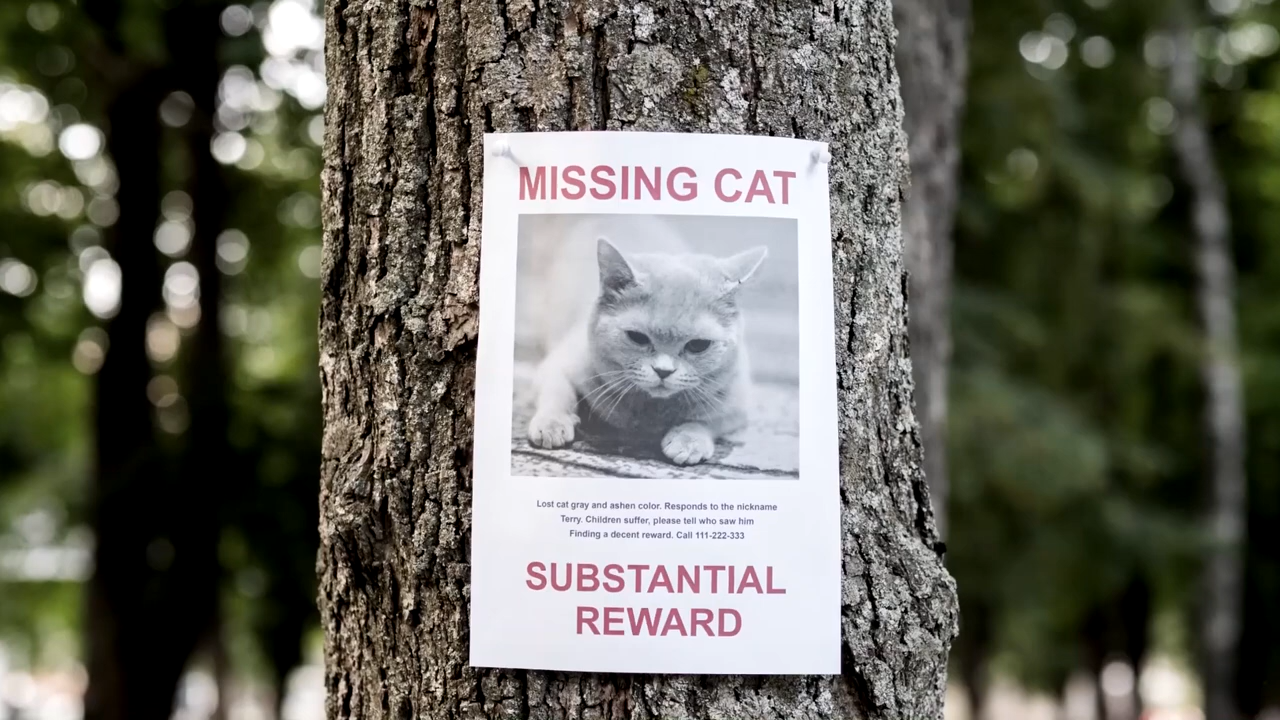 MISSING CAT
Lost cat gray and ashen color. Responds to the nickname
Terry. Children suffer, please tell who saw him
Finding a decent reward. Call 111-222-333
SUBSTANTIAL
REWARD